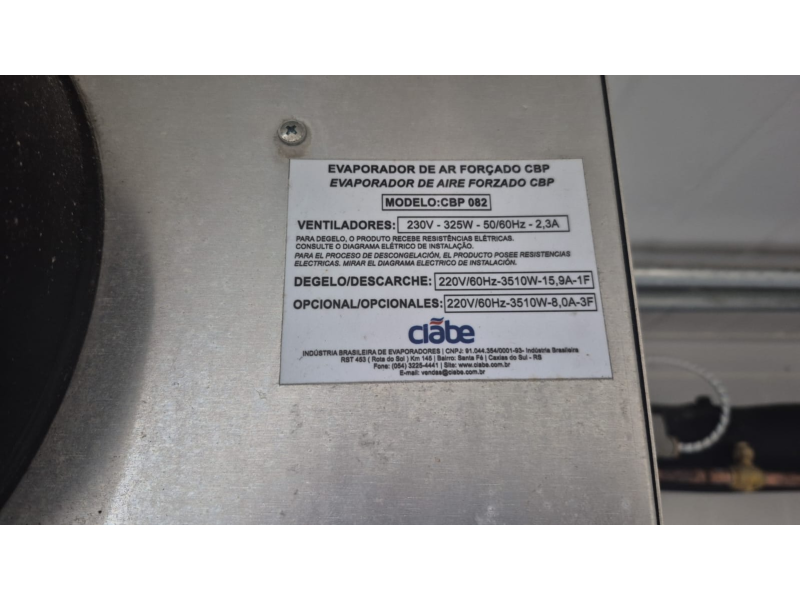 EVAPORADOR DE AR FORÇADO CBP
EVAPORADOR DE AIRE FORZADO CBP
MODELO:CBP 082
VENTILADORES: 230V - 325W - 50/60Hz - 2,3A
PARA DEGELO, O PRODUTO RECEBE RESISTÊNCIAS ELÉTRICAS.
CONSULTE O DIAGRAMA ELÉTRICO DE INSTALAÇÃO.
PARA EL PROCESO DE DESCONGELACIÓN, EL PRODUCTO POSEE RESISTENCIAS
ELECTRICAS. MIRAR EL DIAGRAMA ELECTRICO DE INSTALACIÓN.
DEGELO/DESCARCHE: 220V/60Hz-3510W-15,9A-1F
OPCIONAL/OPCIONALES: 220V/60Hz-3510W-8,0A-3F
ciabe
INDÚSTRIA BRASILEIRA DE EVAPORADORES | CNPJ: 91.044.354/0001-63- Indústria Brasileira
RST 453 ( Rota do Sol ) Km 146 | Bairro: Santa Fé | Caxias do Sul - RS
Fone: (054) 3225-4441 | Site: www.ciabe.com.br
E-mail: vendas@ciabe.com.br